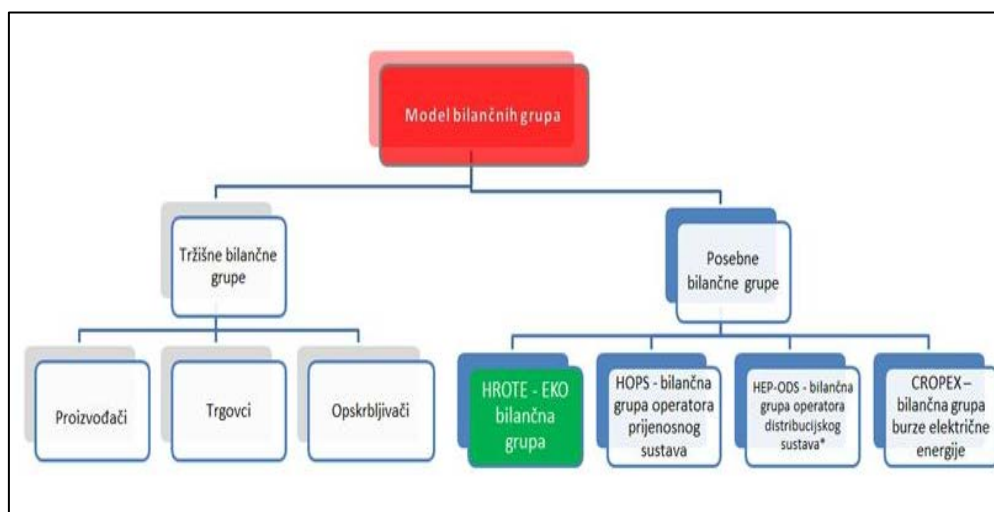 Model bilančnih grupa
Tržišne bilančne
grupe
Posebne
bilančne grupe
Proizvođači
Trgovci
Opskrbljivači
HROTE - EKO
bilančna
grupa
HOPS - bilančna
grupa operatora
prijenosnog
sustava
HEP-ODS - bilančna
grupa operatora
distribucijskog
sustava*
CROPEX –
bilančna grupa
burze električne
energije